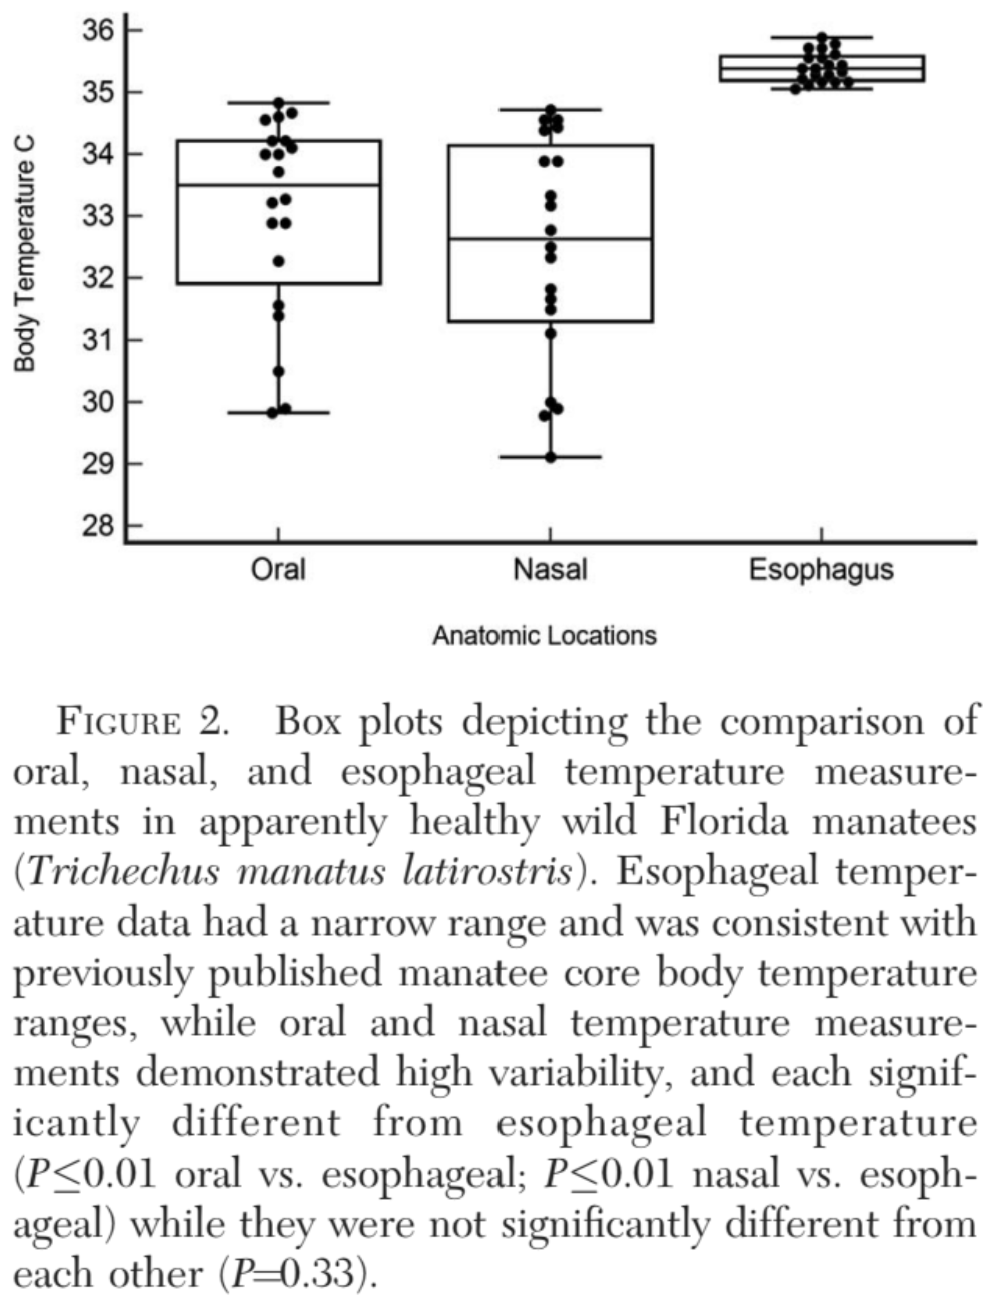 36
35
34
33
32
31
30
29
28
Body Temperature C
Oral Nasal Esophagus
Anatomic Locations
FIGURE 2. Box plots depicting the comparison of
oral, nasal, and esophageal temperature measure-
ments in apparently healthy wild Florida manatees
(Trichechus manatus latirostris). Esophageal temper-
ature data had a narrow range and was consistent with
previously published manatee core body temperature
ranges, while oral and nasal temperature measure-
ments demonstrated high variability, and each signif-
icantly different from esophageal temperature
(P≤0.01 oral vs. esophageal; P≤0.01 nasal vs. esoph-
ageal) while they were not significantly different from
each other (P=0.33).